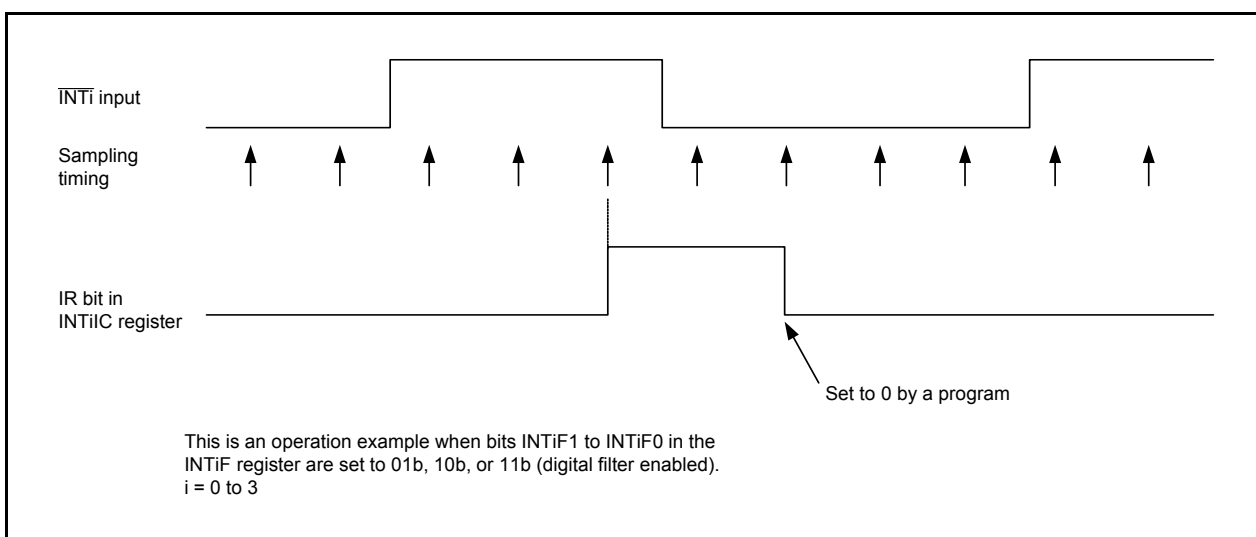 INTi input
Sampling
timing
IR bit in
INTiIC register
Set to 0 by a program
This is an operation example when bits INTiF1 to INTiF0 in the
INTiF register are set to 01b, 10b, or 11b (digital filter enabled).
i = 0 to 3